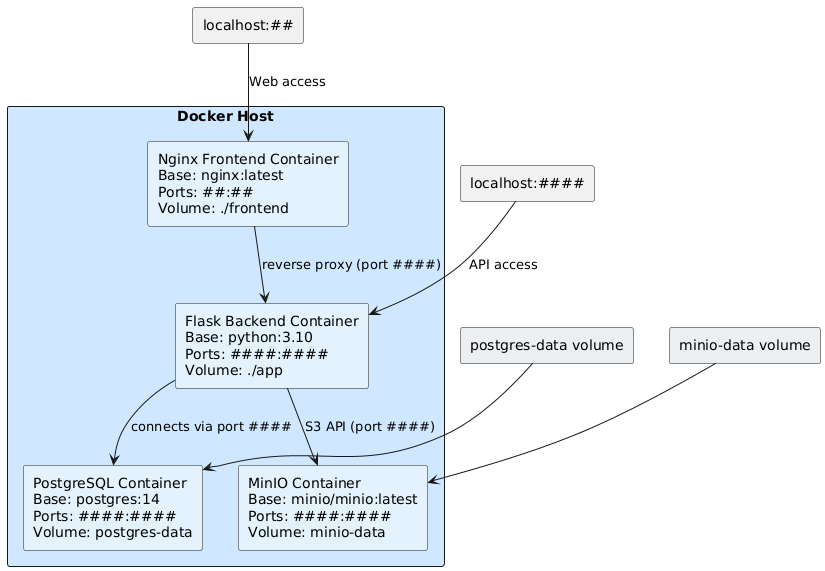 localhost:##
Web access
Docker Host
Nginx Frontend Container
Base: nginx:latest
Ports: ##:##
Volume: ./frontend
localhost:####
reverse proxy (port ####)
API access
Flask Backend Container
Base: python:3.10
Ports: ####:####
Volume: ./app
postgres-data volume
minio-data volume
connects via port ####
S3 API (port ####)
PostgreSQL Container
Base: postgres:14
Ports: ####:####
Volume: postgres-data
MinIO Container
Base: minio/minio:latest
Ports: ####:####
Volume: minio-data